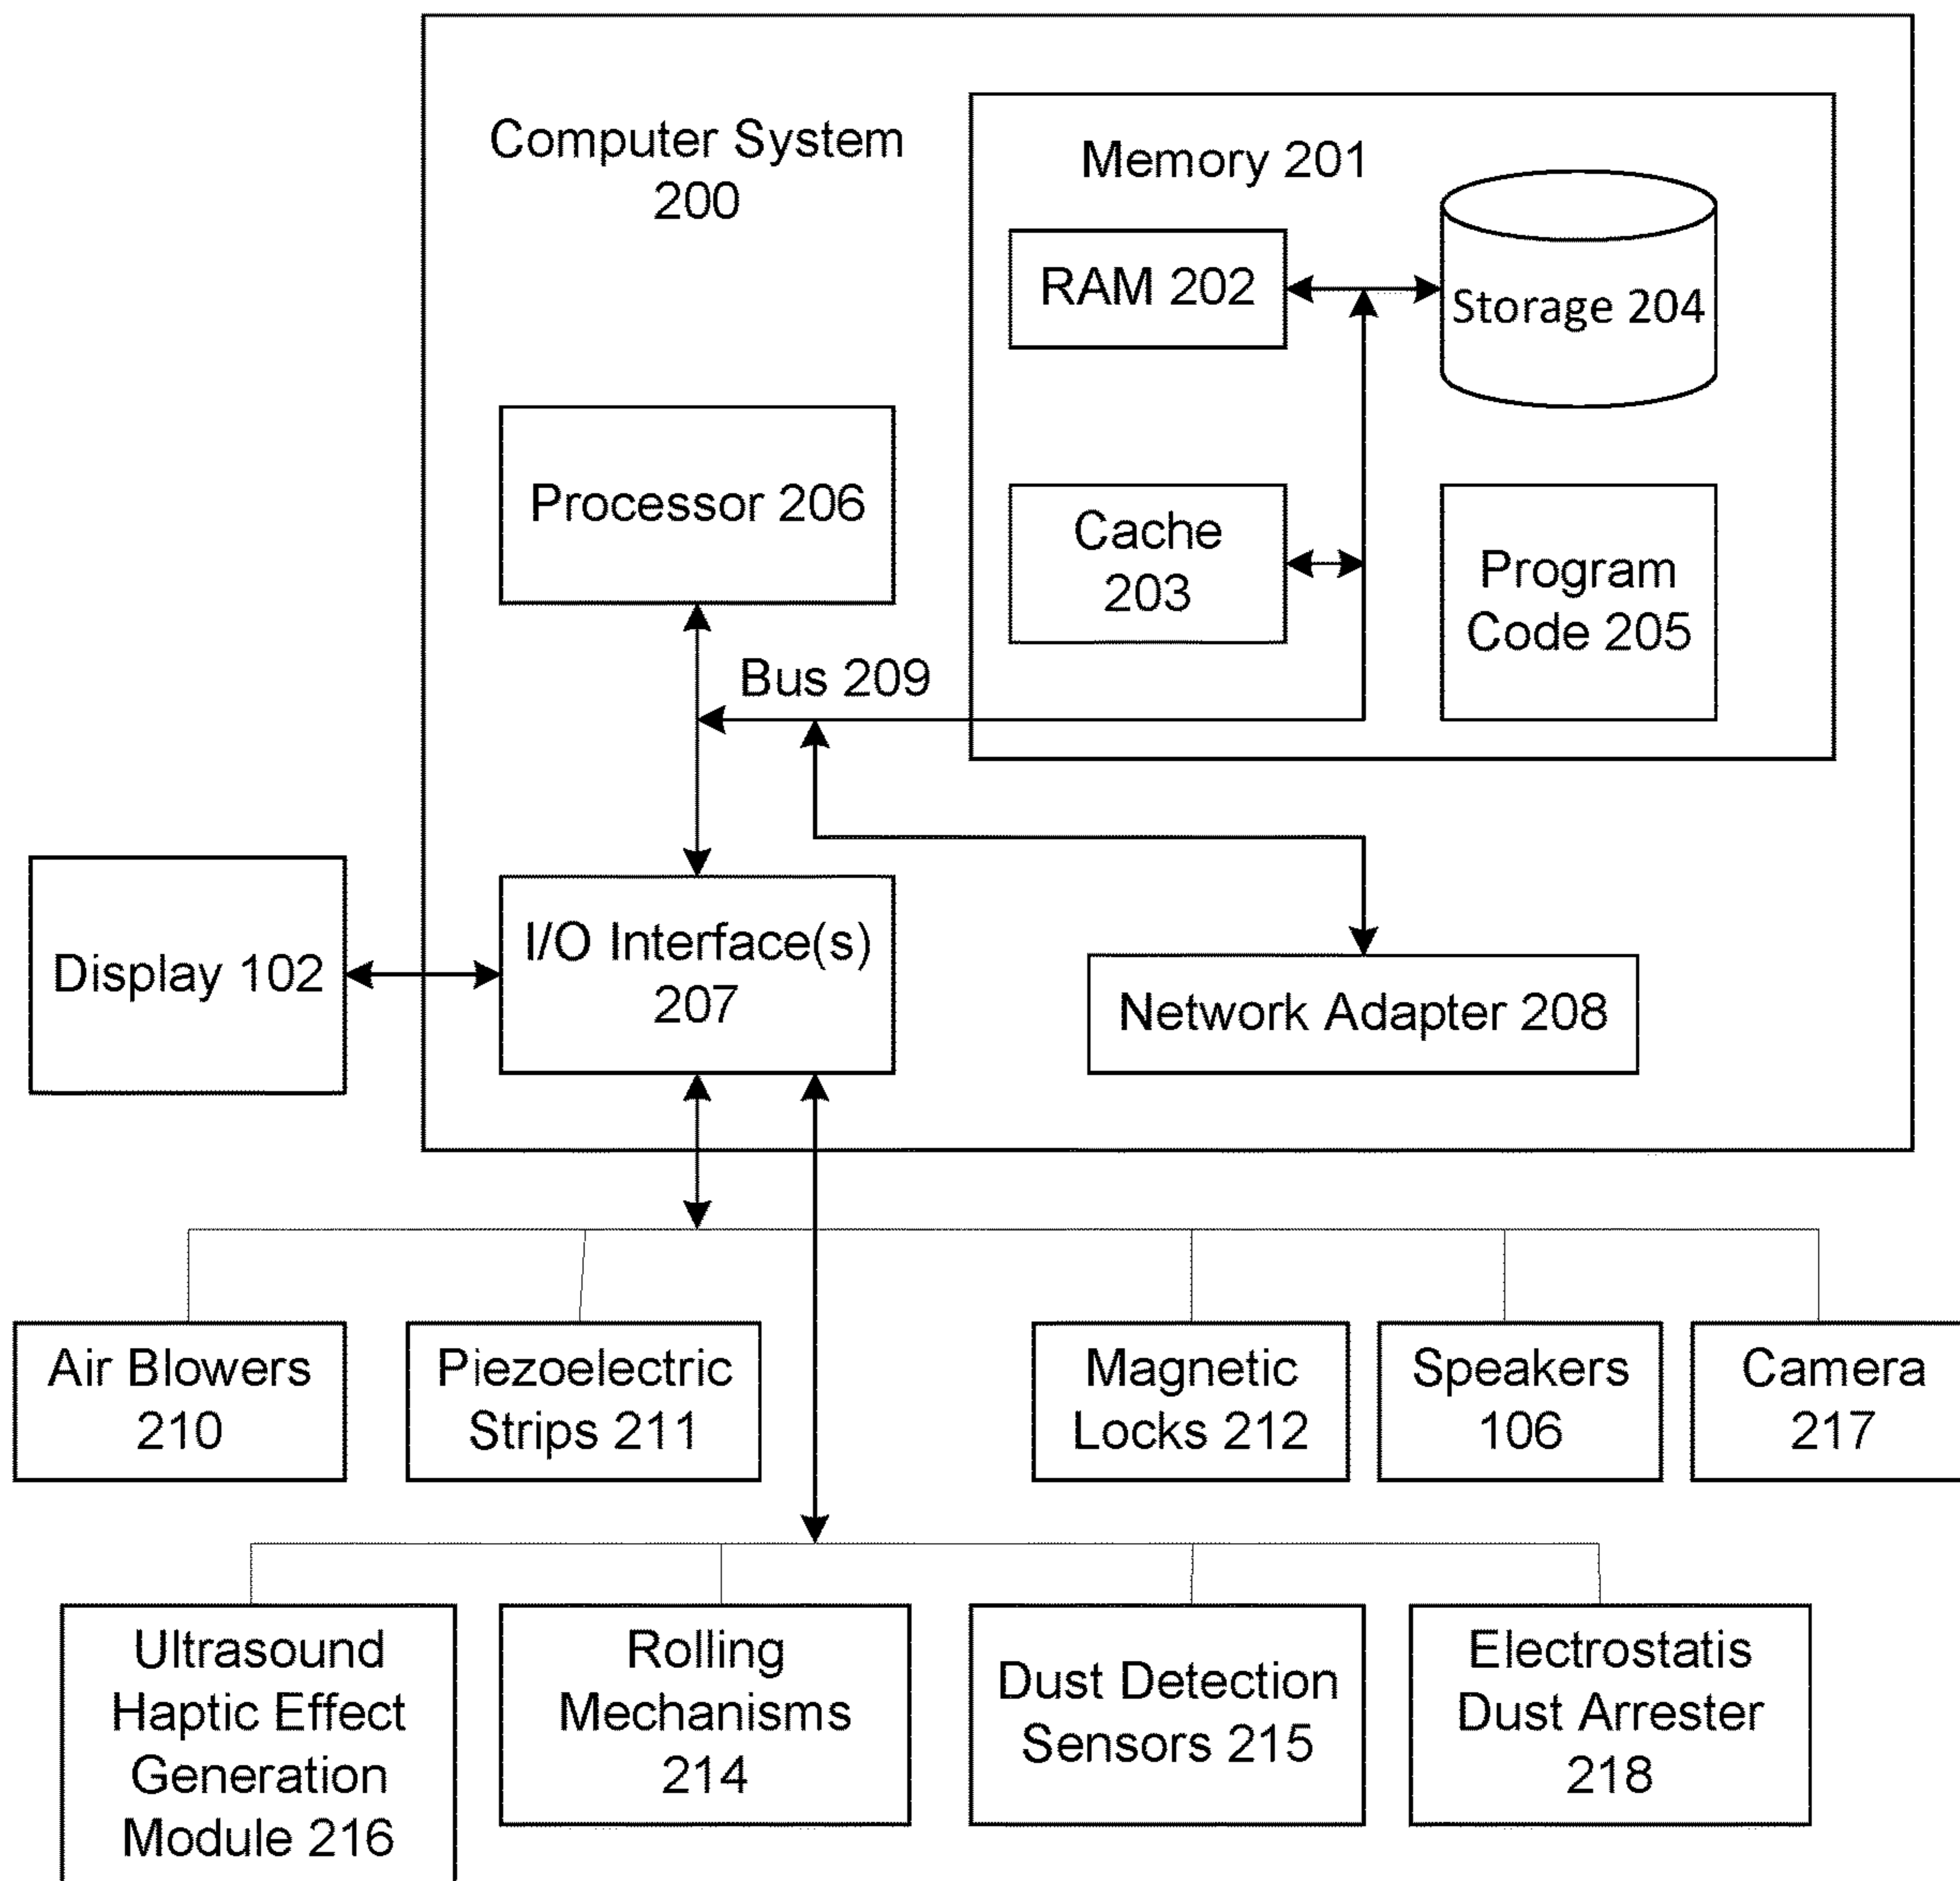 Computer System
200
Memory 201
RAM 202
Storage 204
Processor 206
Cache
203
Program
Code 205
Bus 209
Display 102
I/O Interface(s)
207
Network Adapter 208
Air Blowers
210
Piezoelectric
Strips 211
Magnetic
Locks 212
Speakers
106
Camera
217
Ultrasound
Haptic Effect
Generation
Module 216
Rolling
Mechanisms
214
Dust Detection
Sensors 215
Electrostatis
Dust Arrester
218